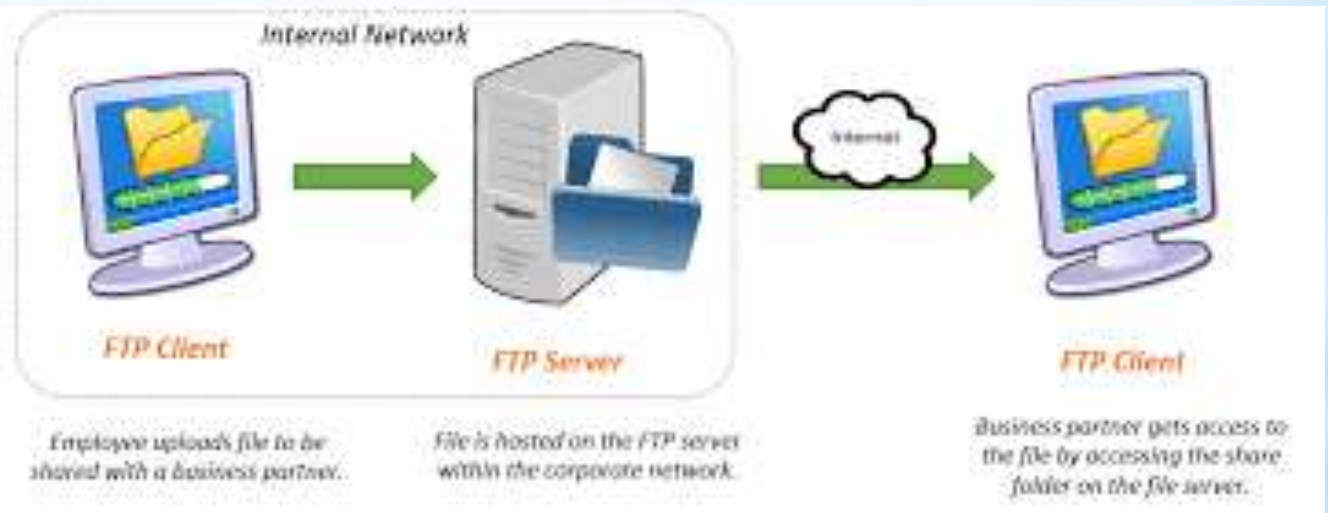 Internal Network
Internet
FTP Client
FTP Server
FTP Client
Employee uploads file to be
shared with a business partner.
File is hosted on the FTP server
within the corporate network.
Business partner gets access to
the file by accessing the share
folder on the file server.